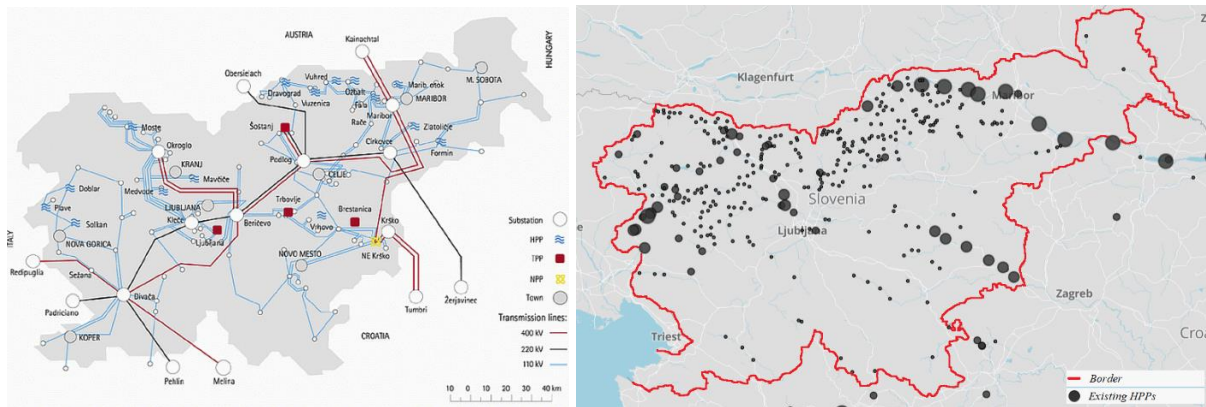 AUSTRIA
Kainachtal
HUNGARY
Obersielach
Vuhred
Marib. otok
M. SOBOTA
Dravograd
Ožbalt
Vuzenica
Fala
MARIBOR
Maribor
Rače
Zlatoličje
Šoštanj
Moste
Cirkovce
Formin
Okroglo
Podlog
KRANJ
CELJE
Mavčiče
Doblar
Medvode
Trbovlje
Brestanica
LJUBLJANA
Plave
Kleče
Beričevo
Vrhovo
Krško
Solkan
Ljubljana
NE Krško
NOVA GORICA
NOVO MESTO
ITALY
Redipuglia
Sežana
Divača
Padriciano
Tumbri
Žerjavinec
KOPER
CROATIA
Pehlin
Melina
Substation
HPP
TPP
NPP
Town
Transmission lines:
400 kV
220 kV
110 kV
10 0 10 20 30 40 km
Klagenfurt
Maribor
Slovenia
Ljubljana
Zagreb
Triest
Croa
Border
Existing HPPs